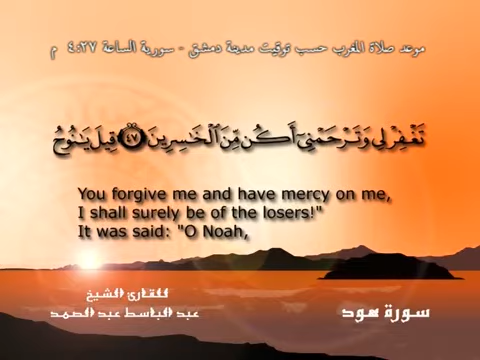 موعد صلاة المغرب حسب توقيت مدينة دمشق - سورية الساعة ٤:٢٧ م
تَغْفِرْ لِى وَتَرْحَمْنِىٓ أَكُن مِّنَ ٱلْخَـٰسِرِينَ ٤٧ قِيلَ يَـٰنُوحُ
You forgive me and have mercy on me,
I shall surely be of the losers!"
It was said: "O Noah,
للقارئ الشيخ
عبد الباسط عبد الصمد
سورة هود